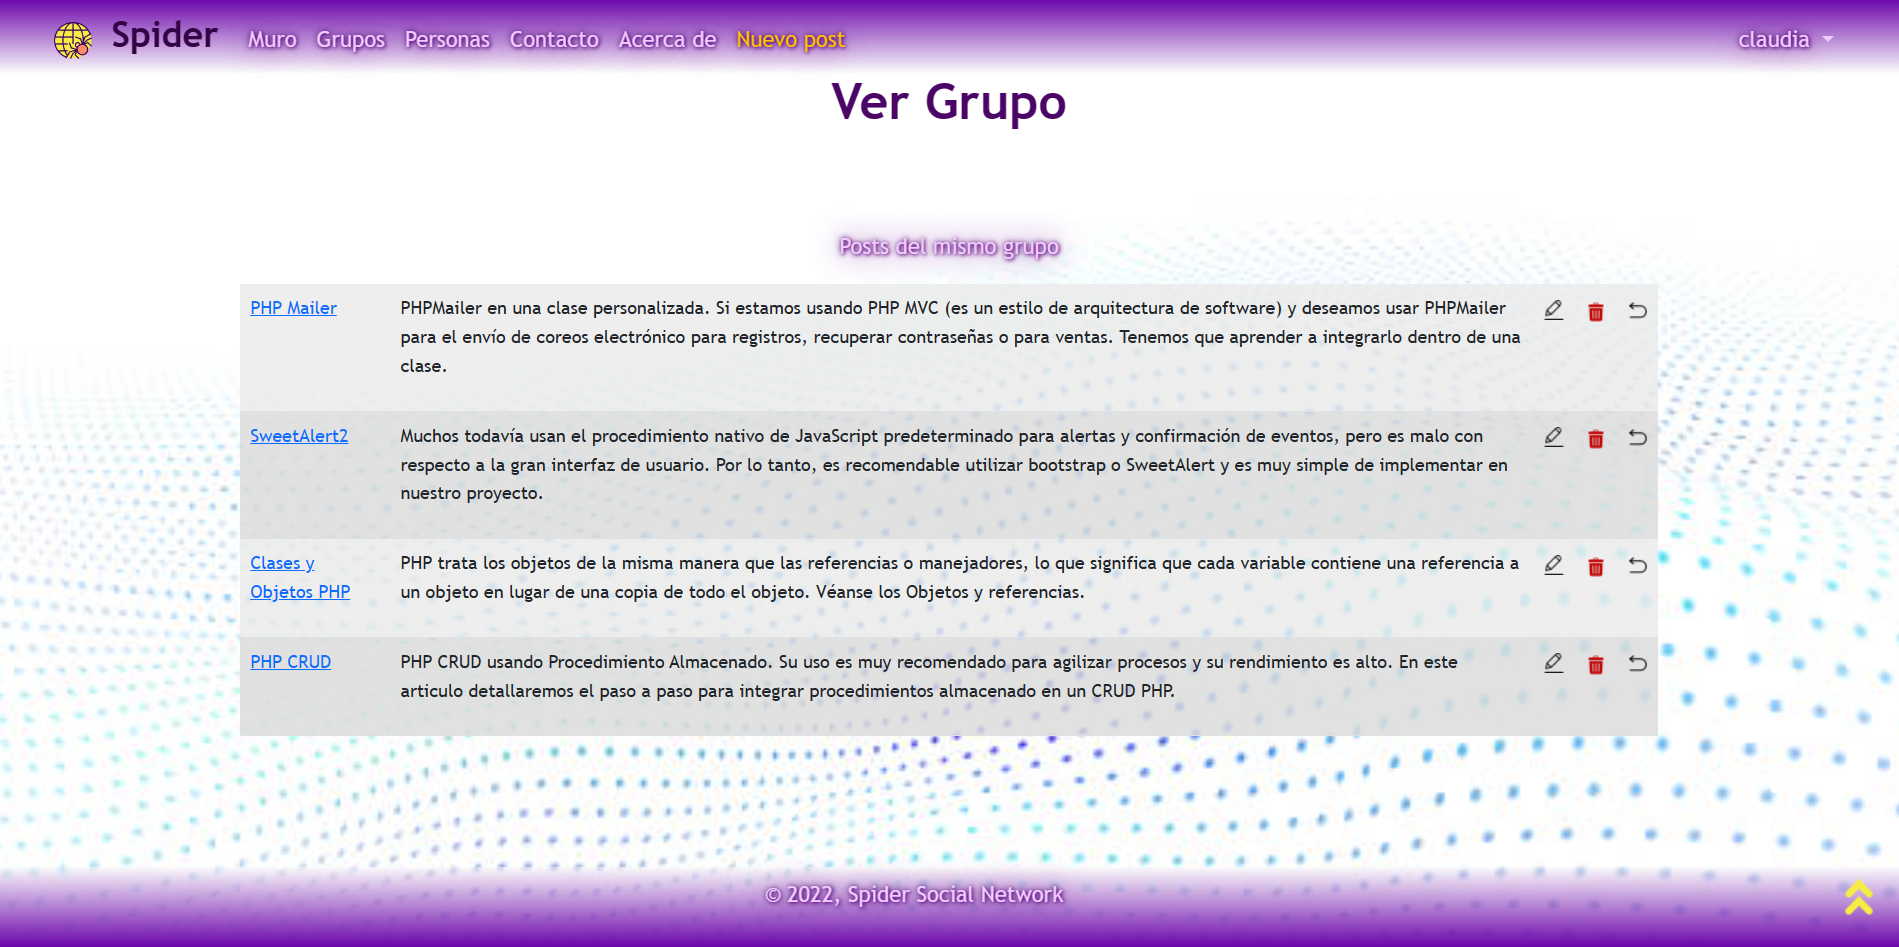 Spider
Muro Grupos Personas Contacto Acerca de Nuevo post
claudia
Ver Grupo
Posts del mismo grupo
PHP Mailer
PHPMailer en una clase personalizada. Si estamos usando PHP MVC (es un estilo de arquitectura de software) y deseamos usar PHPMailer
para el envío de coreos electrónico para registros, recuperar contraseñas o para ventas. Tenemos que aprender a integrarlo dentro de una
clase.
SweetAlert2
Muchos todavía usan el procedimiento nativo de JavaScript predeterminado para alertas y confirmación de eventos, pero es malo con
respecto a la gran interfaz de usuario. Por lo tanto, es recomendable utilizar bootstrap o SweetAlert y es muy simple de implementar en
nuestro proyecto.
Clases y
Objetos PHP
PHP trata los objetos de la misma manera que las referencias o manejadores, lo que significa que cada variable contiene una referencia a
un objeto en lugar de una copia de todo el objeto. Véanse los Objetos y referencias.
PHP CRUD
PHP CRUD usando Procedimiento Almacenado. Su uso es muy recomendado para agilizar procesos y su rendimiento es alto. En este
articulo detallaremos el paso a paso para integrar procedimientos almacenado en un CRUD PHP.
© 2022, Spider Social Network